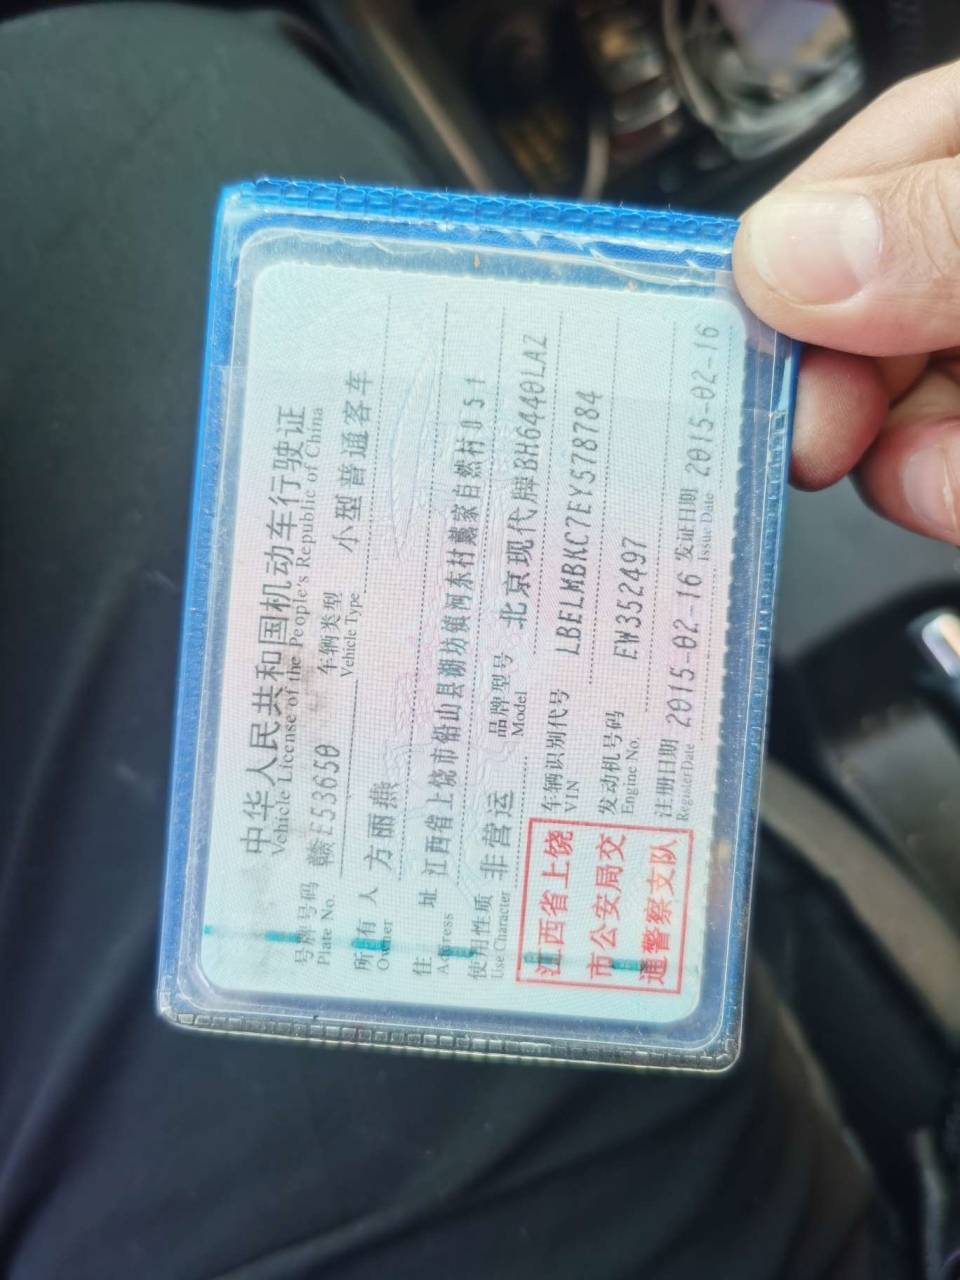 中华人民共和国机动车行驶证
Vehicle License of the People's Republic of China
号牌号码 赣E53650 车辆类型 小型普通客车
Plate No. Vehicle Type
所有人 方丽燕
Owner
住址 江西省上饶市铅山县湖坊镇河东村戴家自然村051
Address
使用性质 非营运 品牌型号 北京现代牌BH6440LAZ
Use Character Model
江西省上饶
市公安局交
通警察支队
车辆识别代号 LBELMBKC7EY578784
VIN
发动机号码 EW352497
Engine No.
注册日期 2015-02-16 发证日期 2015-02-16
Register Date Issue Date